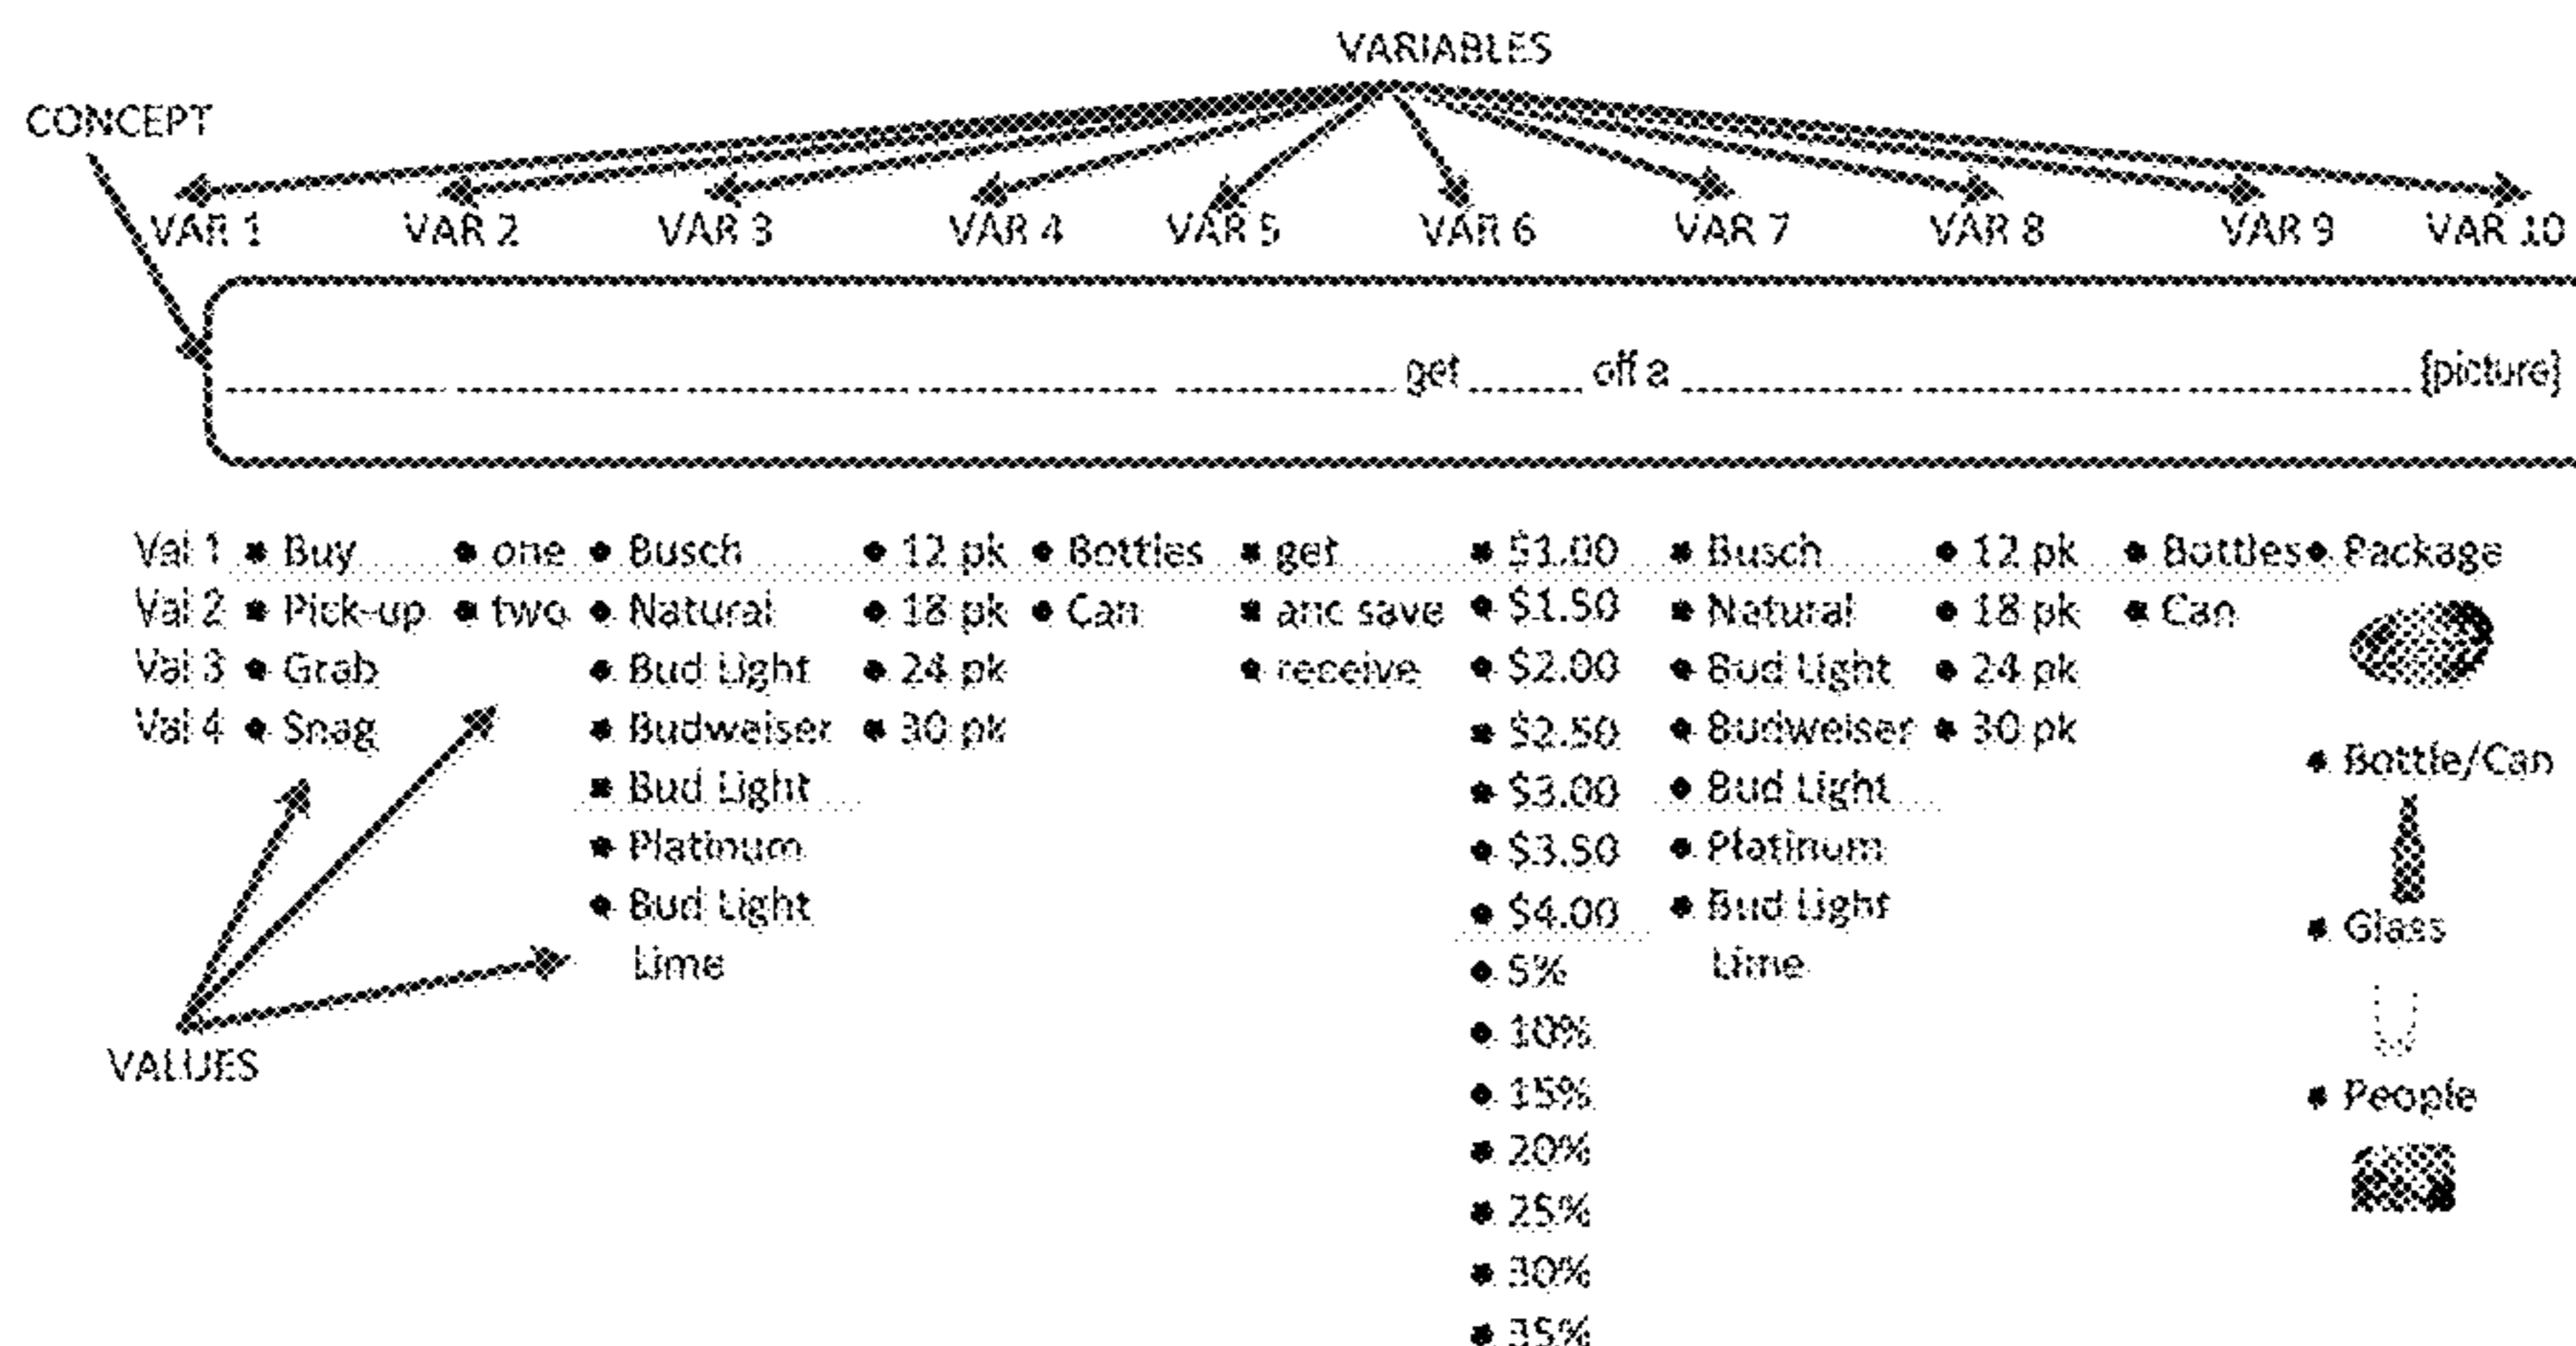 VARIABLES
CONCEPT
VAR 1 VAR 2 VAR 3 VAR 4 VAR 5 VAR 6 VAR 7 VAR 8 VAR 9 VAR 10
get off a {picture}
Val 1 • Buy • one • Busch • 12 pk • Bottles • get • $1.00 • Busch • 12 pk • Bottles • Package
Val 2 • Pick-up • two • Natural • 18 pk • Can • anc save • $1.50 • Natural • 18 pk • Can
Val 3 • Grab • Bud Light • 24 pk • receive • $2.00 • Bud Light • 24 pk
Val 4 • Snag • Budweiser • 30 pk • $2.50 • Budweiser • 30 pk • Bottle/Can
• Bud Light • $3.00 • Bud Light
• Platinum • $3.50 • Platinum
• Bud Light • $4.00 • Bud Light • Glass
Lime • 5% Lime
VALUES • 10%
• 15% • People
• 20%
• 25%
• 30%
• 35%